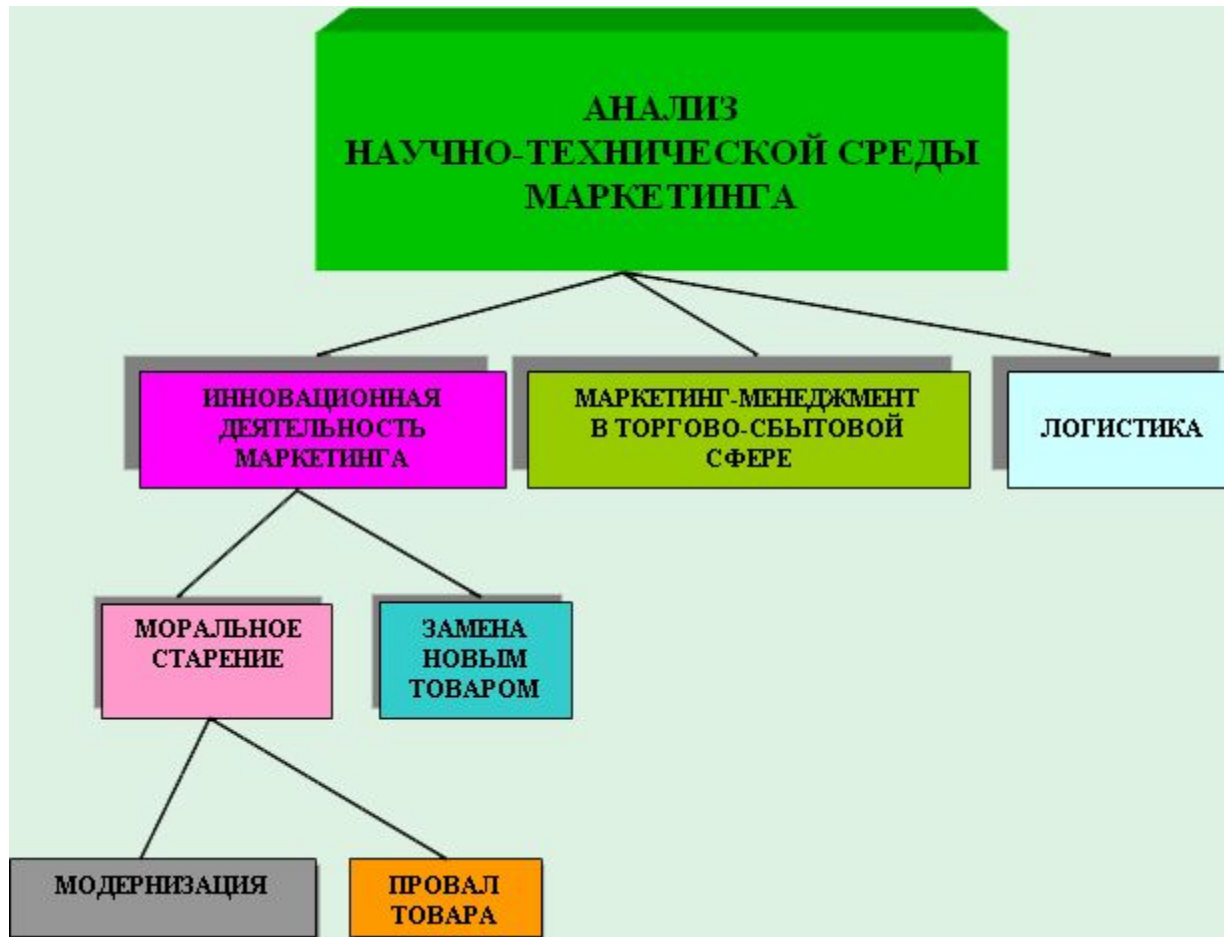 АНАЛИЗ
НАУЧНО-ТЕХНИЧЕСКОЙ СРЕДЫ
МАРКЕТИНГА
ИННОВАЦИОННАЯ
ДЕЯТЕЛЬНОСТЬ
МАРКЕТИНГА
МАРКЕТИНГ-МЕНЕДЖМЕНТ
В ТОРГОВО-СБЫТОВОЙ
СФЕРЕ
ЛОГИСТИКА
МОРАЛЬНОЕ
СТАРЕНИЕ
ЗАМЕНА
НОВЫМ
ТОВАРОМ
МОДЕРНИЗАЦИЯ
ПРОВАЛ
ТОВАРА